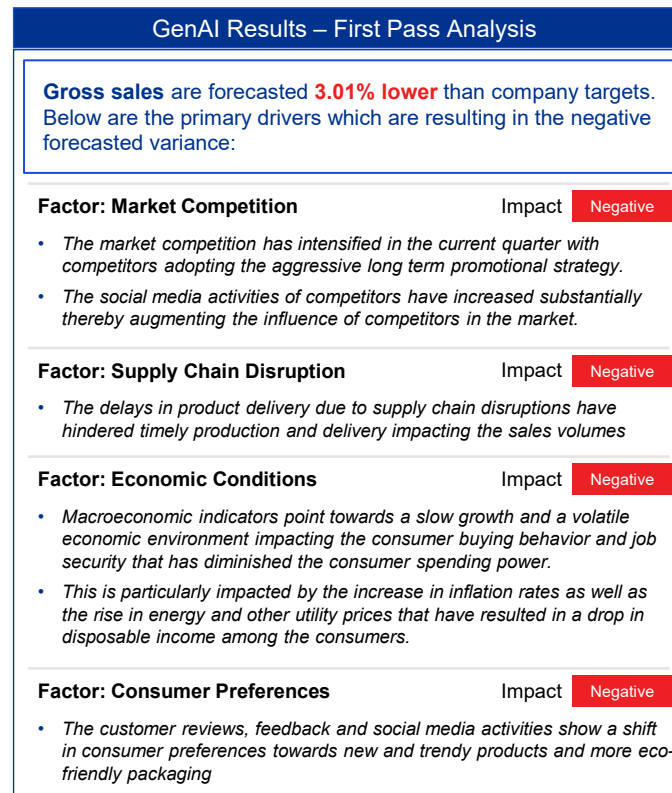 GenAI Results – First Pass Analysis
Gross sales are forecasted 3.01% lower than company targets.
Below are the primary drivers which are resulting in the negative
forecasted variance:
Factor: Market Competition Impact Negative
• The market competition has intensified in the current quarter with
competitors adopting the aggressive long term promotional strategy.
• The social media activities of competitors have increased substantially
thereby augmenting the influence of competitors in the market.
Factor: Supply Chain Disruption Impact Negative
• The delays in product delivery due to supply chain disruptions have
hindered timely production and delivery impacting the sales volumes
Factor: Economic Conditions Impact Negative
• Macroeconomic indicators point towards a slow growth and a volatile
economic environment impacting the consumer buying behavior and job
security that has diminished the consumer spending power.
• This is particularly impacted by the increase in inflation rates as well as
the rise in energy and other utility prices that have resulted in a drop in
disposable income among the consumers.
Factor: Consumer Preferences Impact Negative
• The customer reviews, feedback and social media activities show a shift
in consumer preferences towards new and trendy products and more eco-
friendly packaging